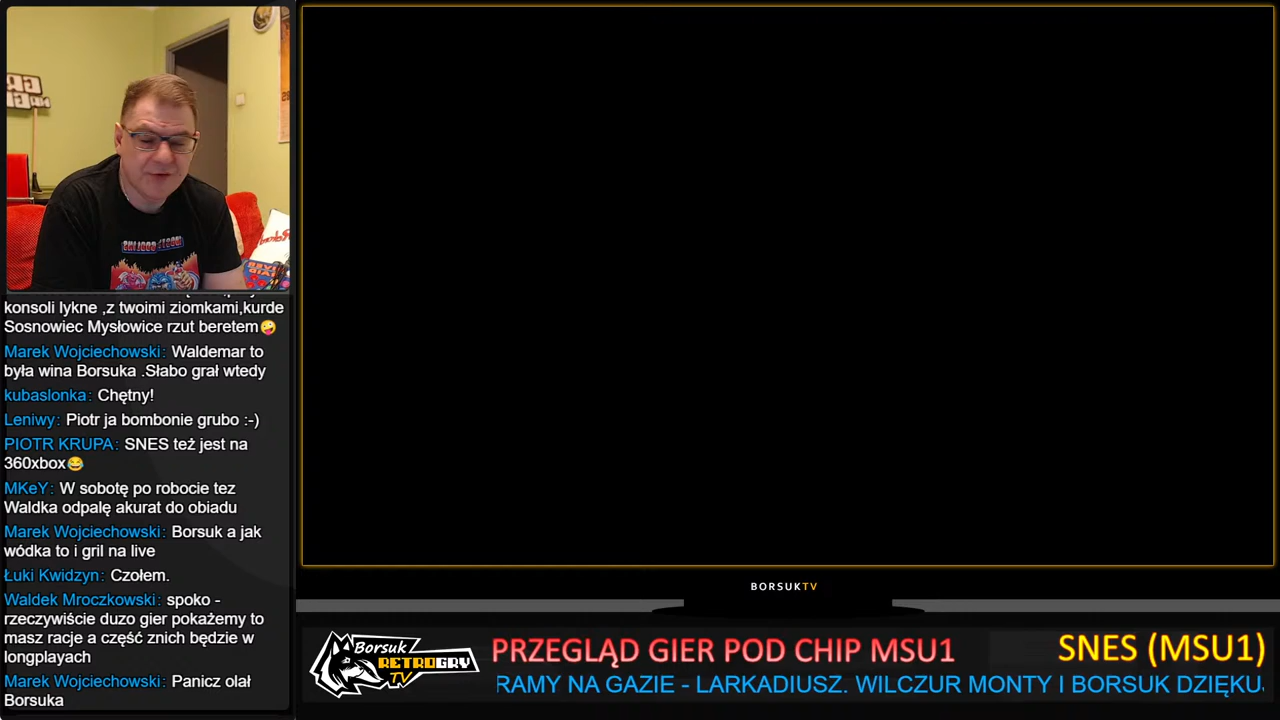 konsoli lykne ,z twoimi ziomkami,kurde
Sosnowiec Mysłowice rzut beretem🤪
Marek Wojciechowski: Waldemar to
była wina Borsuka .Słabo grał wtedy
kubaslonka: Chętny!
Leniwy: Piotr ja bombonie grubo :-)
PIOTR KRUPA: SNES też jest na
360xbox😂
MKeY: W sobotę po robocie tez
Waldka odpalę akurat do obiadu
Marek Wojciechowski: Borsuk a jak
wódka to i gril na live
Łuki Kwidzyn: Czołem.
Waldek Mroczkowski: spoko -
rzeczywiście duzo gier pokażemy to
masz racje a część znich będzie w
longplayach
Marek Wojciechowski: Panicz olał
Borsuka
BORSUKTV
Borsuk
RETROGRY
TV
PRZEGLĄD GIER POD CHIP MSU1
SNES (MSU1)
RAMY NA GAZIE - LARKADIUSZ. WILCZUR MONTY I BORSUK DZIĘKUJ